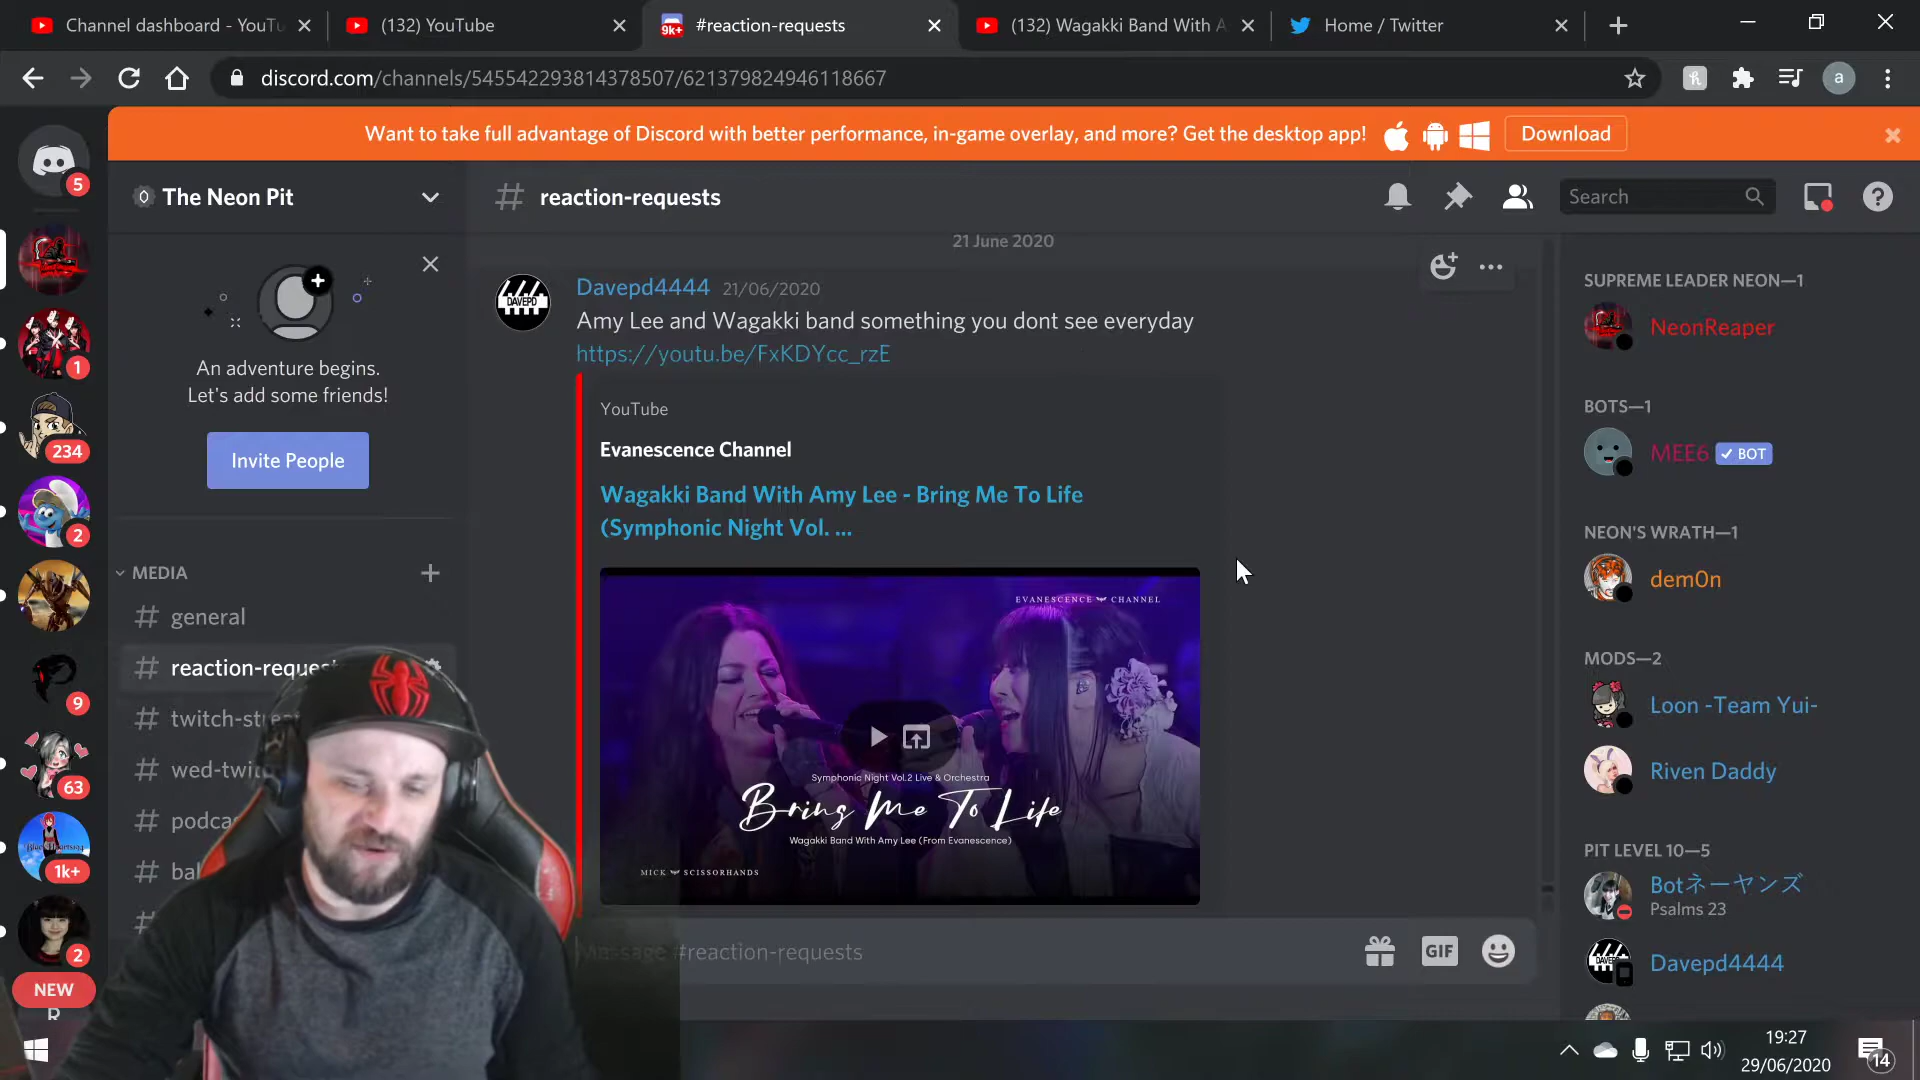 Channel dashboard - YouTu
(132) YouTube
9k+
#reaction-requests
(132) Wagakki Band With A
Home / Twitter
discord.com/channels/545542293814378507/621379824946118667
a
Want to take full advantage of Discord with better performance, in-game overlay, and more? Get the desktop app!
Download
5
The Neon Pit
reaction-requests
Search
An adventure begins.
Let's add some friends!
Invite People
MEDIA
general
reaction-reques
twitch-strea
wed-twit
podcas
bal
1
234
2
9
63
1k+
2
NEW
21 June 2020
Davepd4444 21/06/2020
Amy Lee and Wagakki band something you dont see everyday
https://youtu.be/FxKDYcc_rzE
YouTube
Evanescence Channel
Wagakki Band With Amy Lee - Bring Me To Life
(Symphonic Night Vol. ...
EVANESCENCE CHANNEL
Symphonic Night Vol.2 Live & Orchestra
Bring Me To Life
Wagakki Band With Amy Lee (From Evanescence)
MICK SCISSORHANDS
Message #reaction-requests
GIF
SUPREME LEADER NEON—1
NeonReaper
BOTS—1
MEE6 BOT
NEON'S WRATH—1
dem0n
MODS—2
Loon -Team Yui-
Riven Daddy
PIT LEVEL 10—5
Botネーヤンズ
Psalms 23
DAVEPD
Davepd4444
19:27
29/06/2020
14